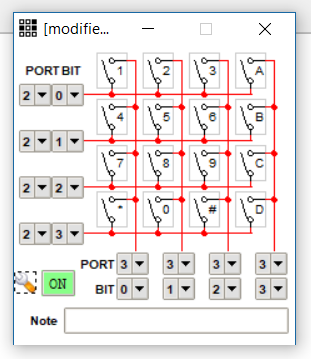 [modifie...
PORT BIT
1 2 3 A
2 0
4 5 6 B
2 1
7 8 9 C
2 2
* 0 # D
2 3
PORT 3 3 3 3
ON
BIT 0 1 2 3
Note